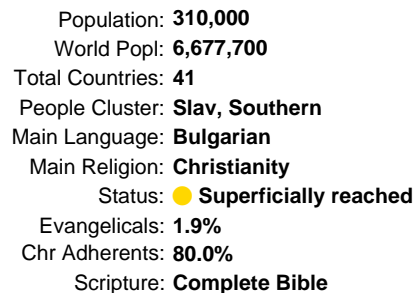 Population: 310,000
World Popl: 6,677,700
Total Countries: 41
People Cluster: Slav, Southern
Main Language: Bulgarian
Main Religion: Christianity
Status: Superficially reached
Evangelicals: 1.9%
Chr Adherents: 80.0%
Scripture: Complete Bible